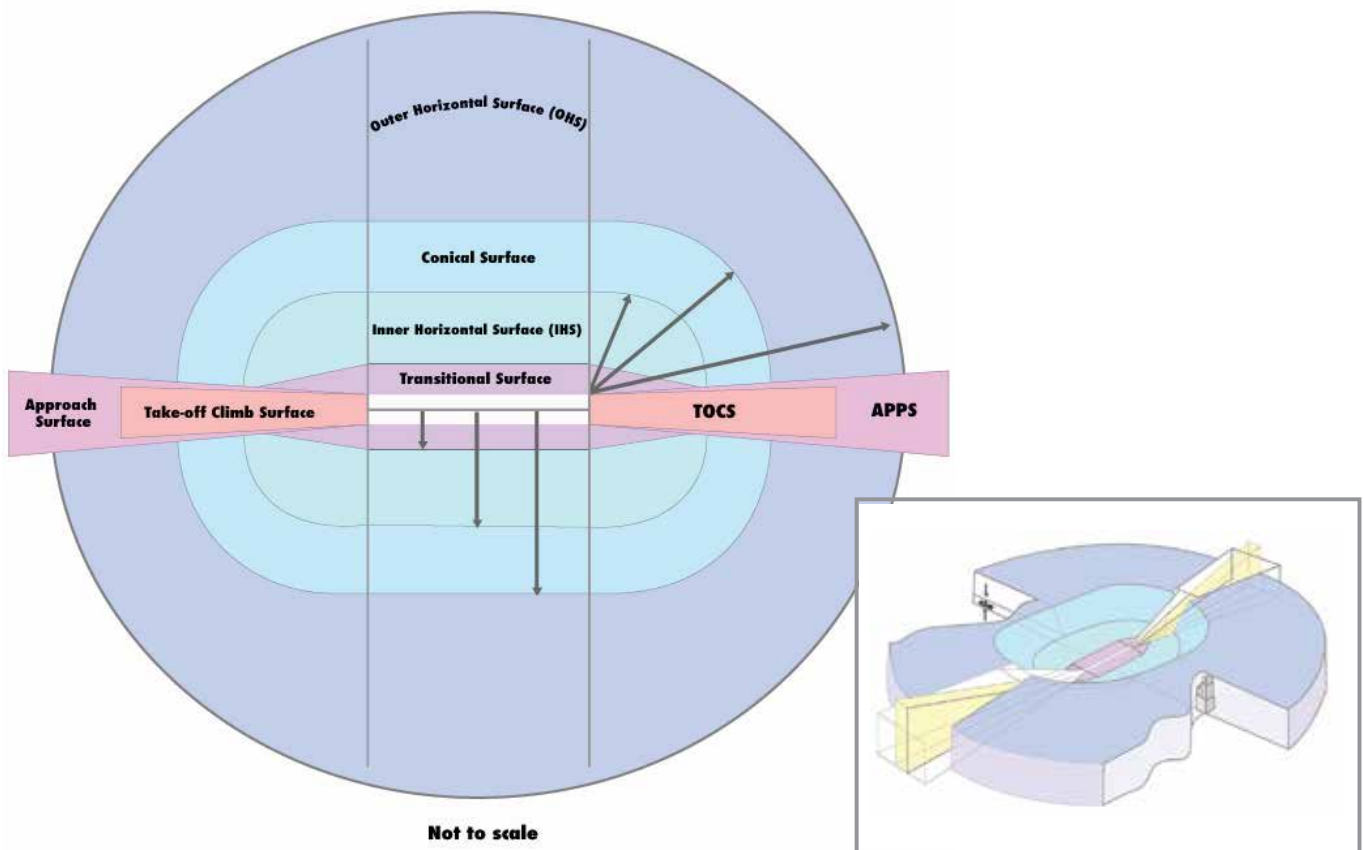 Outer Horizontal Surface (OHS)
Conical Surface
Inner Horizontal Surface (IHS)
Transitional Surface
Approach
Surface
Take-off Climb Surface
TOCS
APPS
Not to scale